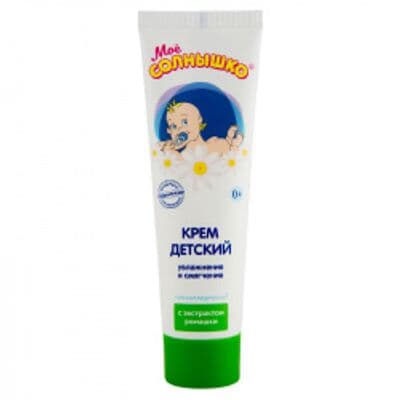 Моё
СОЛНЫШКО®
0+
КРЕМ
ДЕТСКИЙ
увлажнение
и смягчение
с экстрактом
ромашки